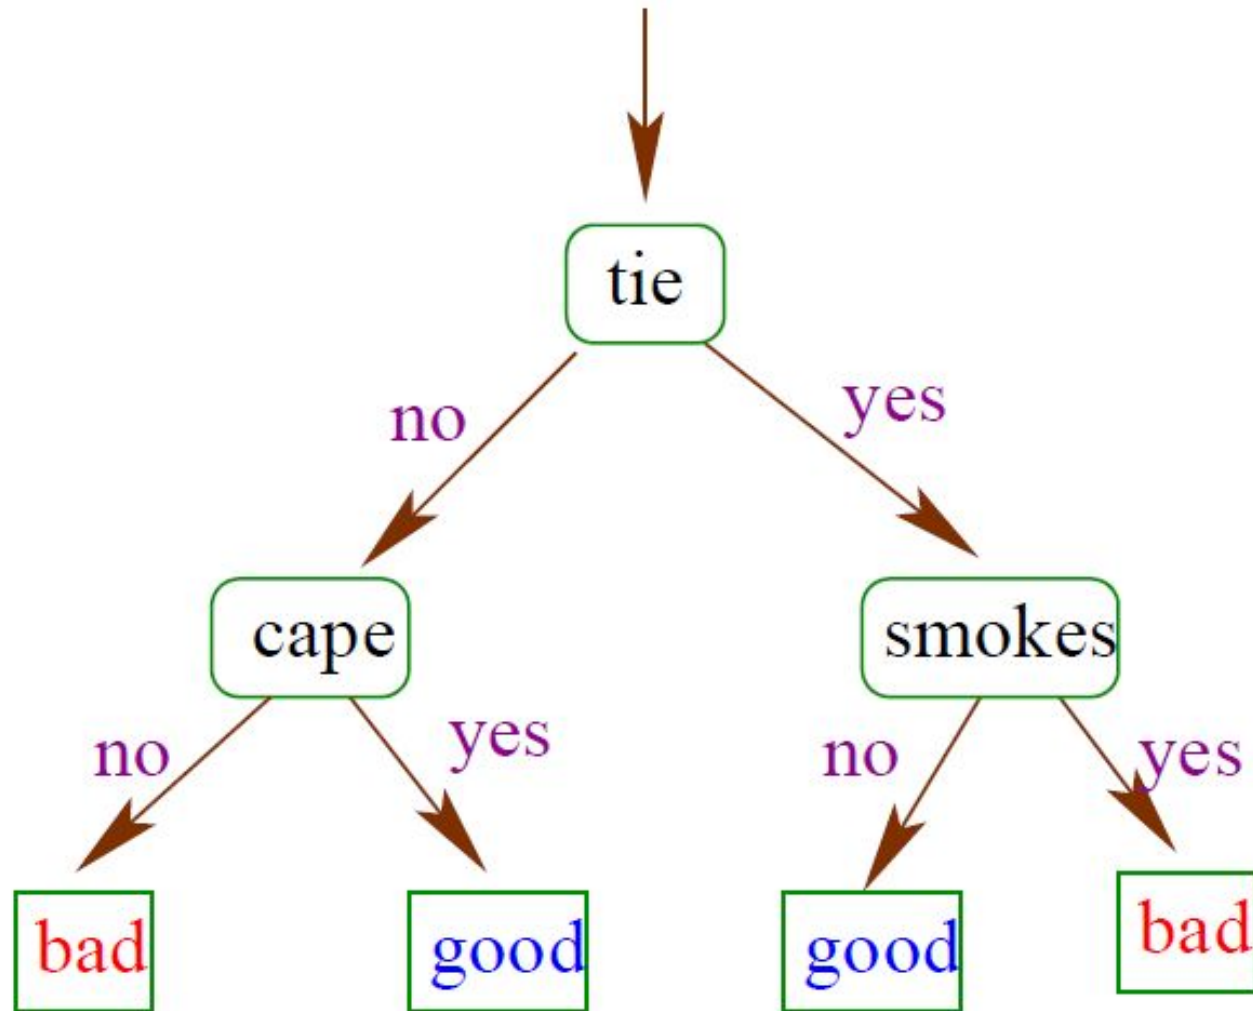 tie
no
yes
cape
smokes
no
yes
no
yes
bad
good
good
bad